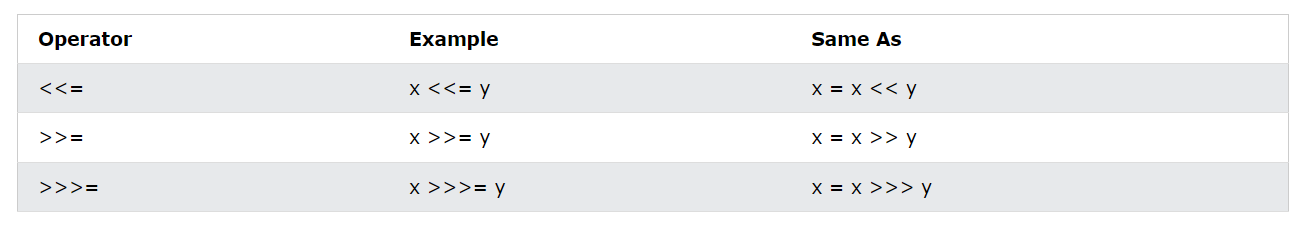 Operator Example Same As
<<= x <<= y x = x << y
>>= x >>= y x = x >> y
>>>= x >>>= y x = x >>> y